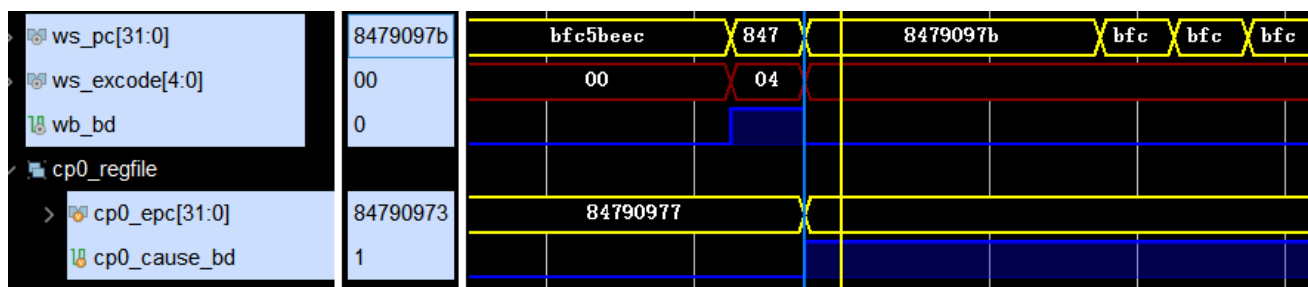 ws_pc[31:0] 8479097b bfc5beec 847 8479097b bfc bfc bfc
ws_excode[4:0] 00 00 04
wb_bd 0
cp0_regfile
cp0_epc[31:0] 84790973 84790977
cp0_cause_bd 1